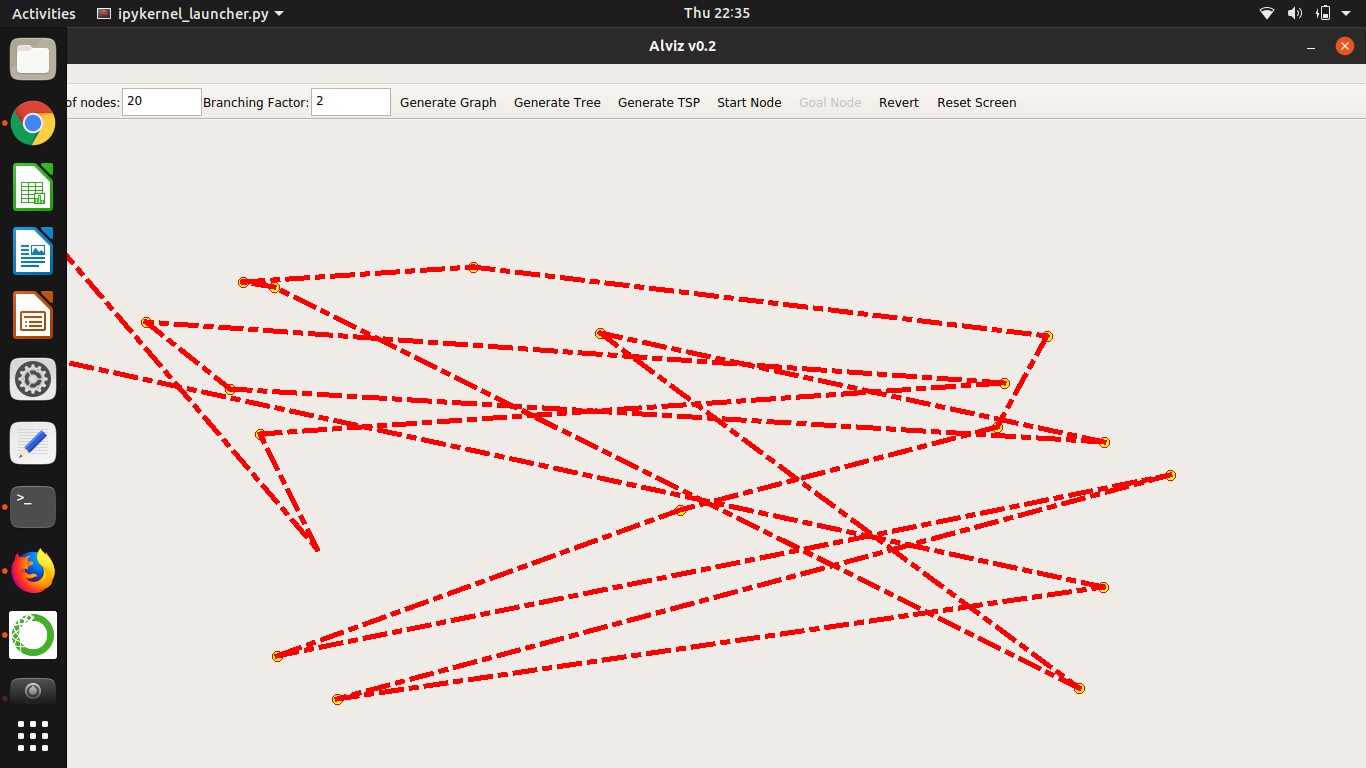 Activities ipykernel_launcher.py Thu 22:35
Alviz v0.2
of nodes: 20 Branching Factor: 2 Generate Graph Generate Tree Generate TSP Start Node Goal Node Revert Reset Screen
>_